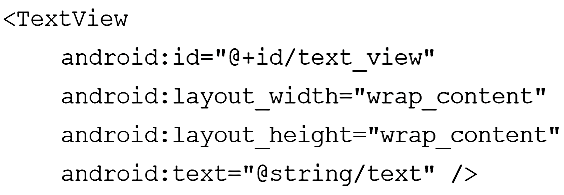 <TextView
android:id="@+id/text_view"
android:layout_width="wrap_content"
android:layout_height="wrap_content"
android:text="@string/text" />